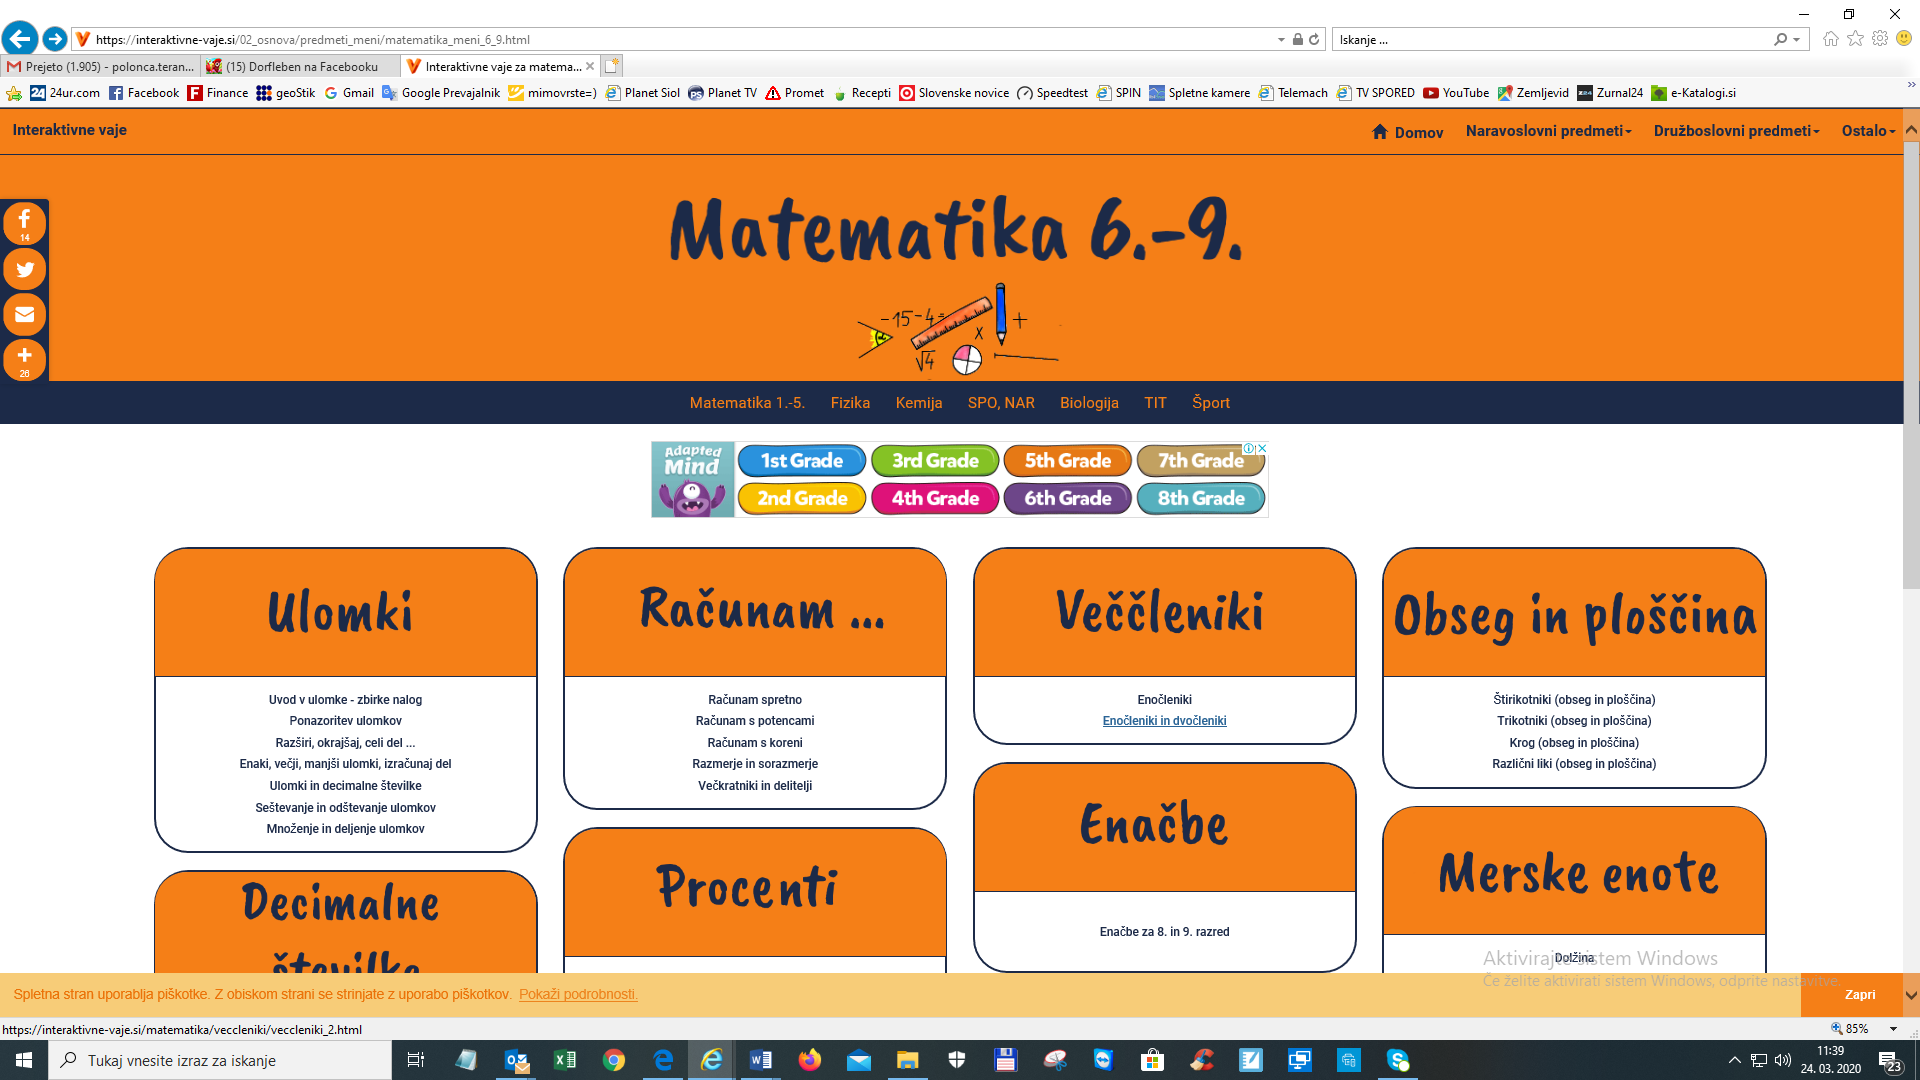 https://interaktivne-vaje.si/02_osnova/predmeti_meni/matematika_meni_6_9.html
Iskanje ...
Prejeto (1.905) - polonca.teran...
(15) Dorfleben na Facebooku
Interaktivne vaje za matema...
24ur.com Facebook Finance geoStik Gmail Google Prevajalnik mimovrste=) Planet Siol Planet TV Promet Recepti Slovenske novice Speedtest SPIN Spletne kamere Telemach TV SPORED YouTube Zemljevid Zurnal24 e-Katalogi.si
Interaktivne vaje
Domov Naravoslovni predmeti Družboslovni predmeti Ostalo
Matematika 6.-9.
14
26
-15-4=
x
+
√4
Matematika 1.-5. Fizika Kemija SPO, NAR Biologija TIT Šport
Adapted Mind
1st Grade 3rd Grade 5th Grade 7th Grade
2nd Grade 4th Grade 6th Grade 8th Grade
Ulomki
Uvod v ulomke - zbirke nalog
Ponazoritev ulomkov
Razširi, okrajšaj, celi del ...
Enaki, večji, manjši ulomki, izračunaj del
Ulomki in decimalne številke
Seštevanje in odštevanje ulomkov
Množenje in deljenje ulomkov
Decimalne
številke
Računam ...
Računam spretno
Računam s potencami
Računam s koreni
Razmerje in sorazmerje
Večkratniki in delitelji
Procenti
Veččleniki
Enočleniki
Enočleniki in dvočleniki
Enačbe
Enačbe za 8. in 9. razred
Obseg in ploščina
Štirikotniki (obseg in ploščina)
Trikotniki (obseg in ploščina)
Krog (obseg in ploščina)
Različni liki (obseg in ploščina)
Merske enote
Dolžina
Aktivirajte sistem Windows
Če želite aktivirati sistem Windows, odprite nastavitve.
Spletna stran uporablja piškotke. Z obiskom strani se strinjate z uporabo piškotkov. Pokaži podrobnosti.
Zapri
https://interaktivne-vaje.si/matematika/veccleniki/veccleniki_2.html
85%
Tukaj vnesite izraz za iskanje
11:39
24. 03. 2020
23